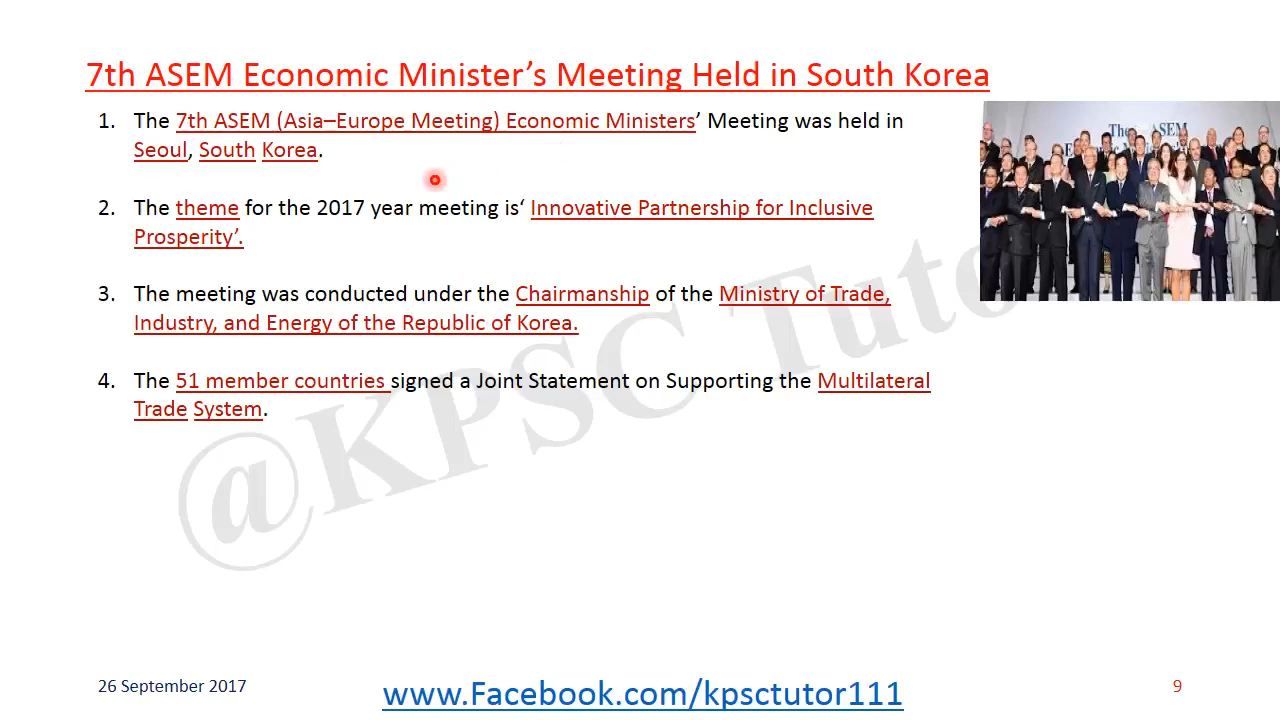 7th ASEM Economic Minister’s Meeting Held in South Korea
1. The 7th ASEM (Asia–Europe Meeting) Economic Ministers’ Meeting was held in
Seoul, South Korea.
2. The theme for the 2017 year meeting is‘ Innovative Partnership for Inclusive
Prosperity’.
3. The meeting was conducted under the Chairmanship of the Ministry of Trade,
Industry, and Energy of the Republic of Korea.
4. The 51 member countries signed a Joint Statement on Supporting the Multilateral
Trade System.
The ASEM
@KPSC Tuto
26 September 2017
www.Facebook.com/kpsctutor111
9